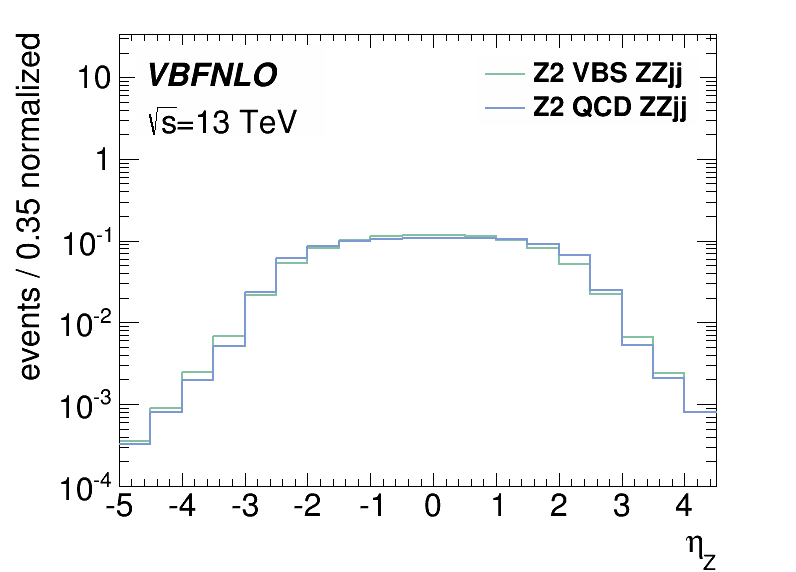 events / 0.35 normalized
VBFNLO
√s=13 TeV
Z2 VBS ZZjj
Z2 QCD ZZjj
10
1
10⁻¹
10⁻²
10⁻³
10⁻⁴
-5 -4 -3 -2 -1 0 1 2 3 4
η_Z